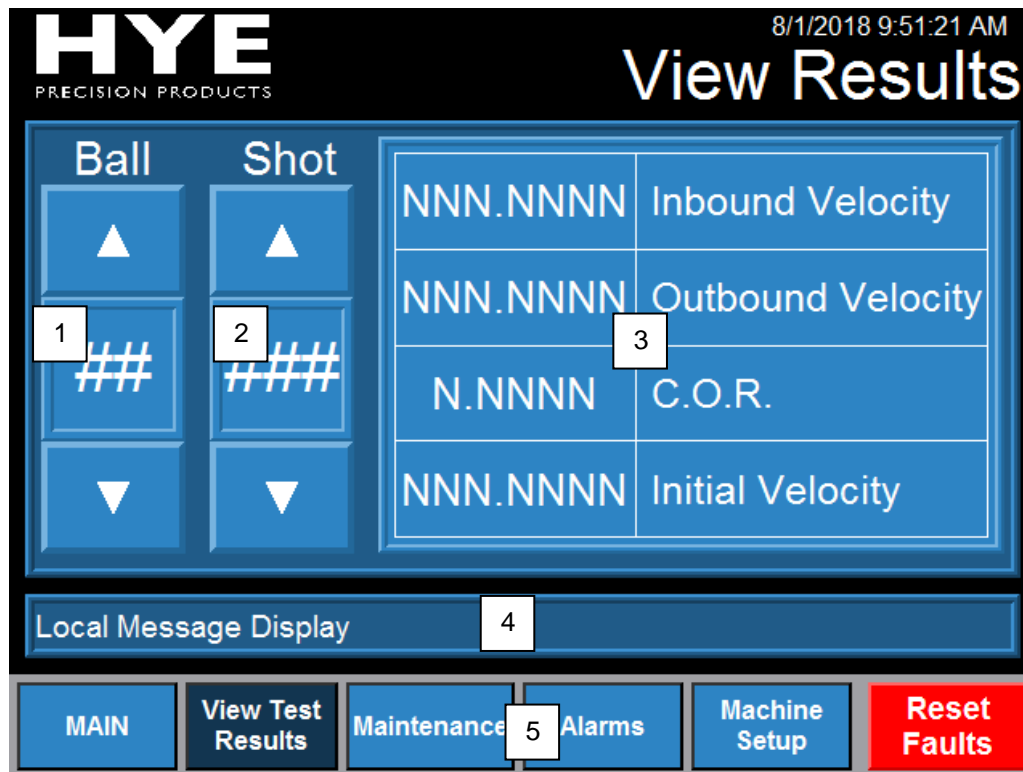 HYE
PRECISION PRODUCTS
8/1/2018 9:51:21 AM
View Results
Ball
Shot
▲
▲
1
##
2
###
▼
▼
NNN.NNNN Inbound Velocity
NNN.NNNN Outbound Velocity
3
N.NNNN C.O.R.
NNN.NNNN Initial Velocity
Local Message Display
4
MAIN
View Test
Results
Maintenance
5
Alarms
Machine
Setup
Reset
Faults